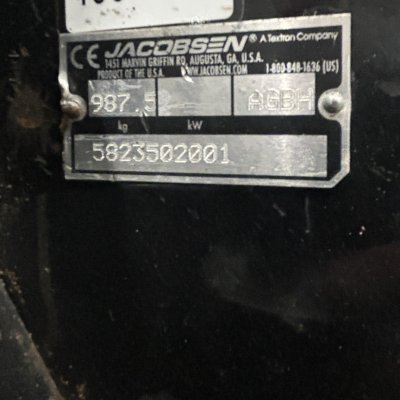 CE JACOBSEN® A Textron Company
1451 MARVIN GRIFFIN RD, AUGUSTA, GA, U.S.A.
PRODUCT OF THE U.S.A. WWW.JACOBSEN.COM 1-800-848-1636 (US)
987.5 AGBH
kg kW
5823502001